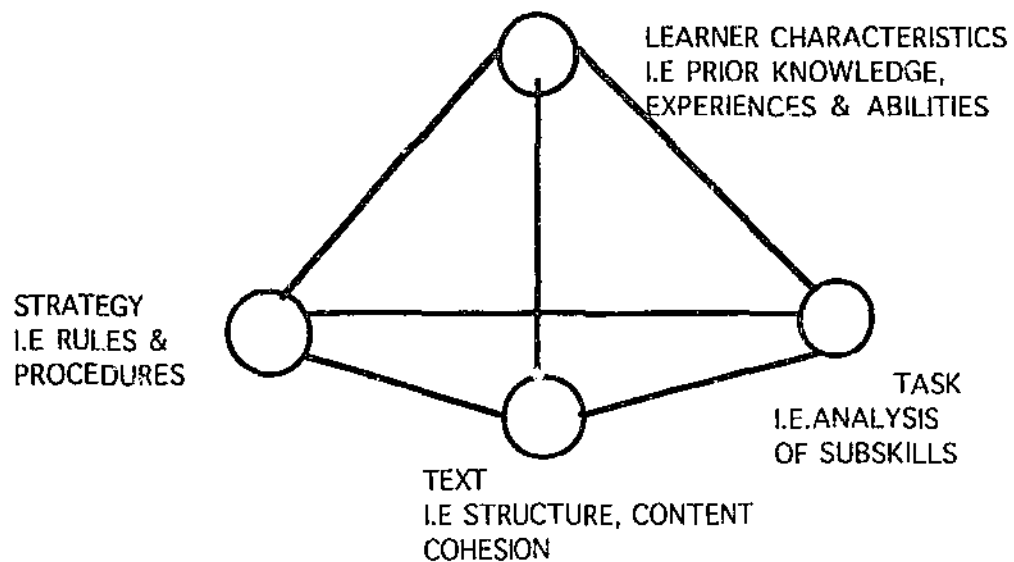 LEARNER CHARACTERISTICS
I.E PRIOR KNOWLEDGE,
EXPERIENCES & ABILITIES
STRATEGY
I.E RULES &
PROCEDURES
TASK
I.E.ANALYSIS
OF SUBSKILLS
TEXT
I.E STRUCTURE, CONTENT
COHESION